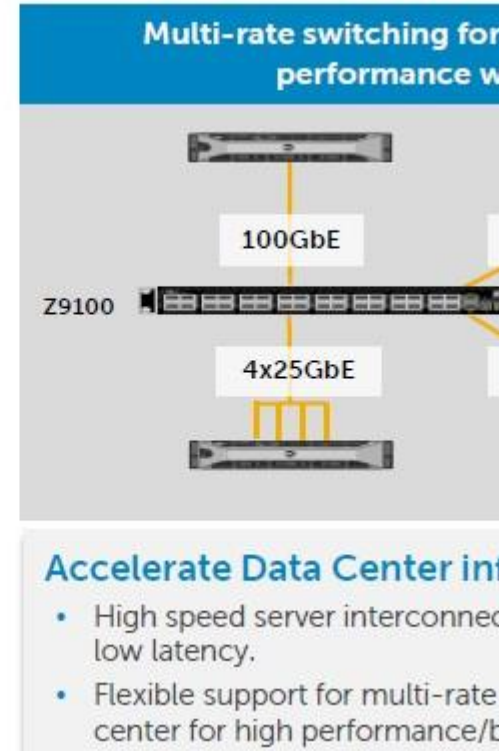 Multi-rate switching for
performance w
100GbE
Z9100
4x25GbE
Accelerate Data Center int
• High speed server interconnec
low latency.
• Flexible support for multi-rate
center for high performance/b